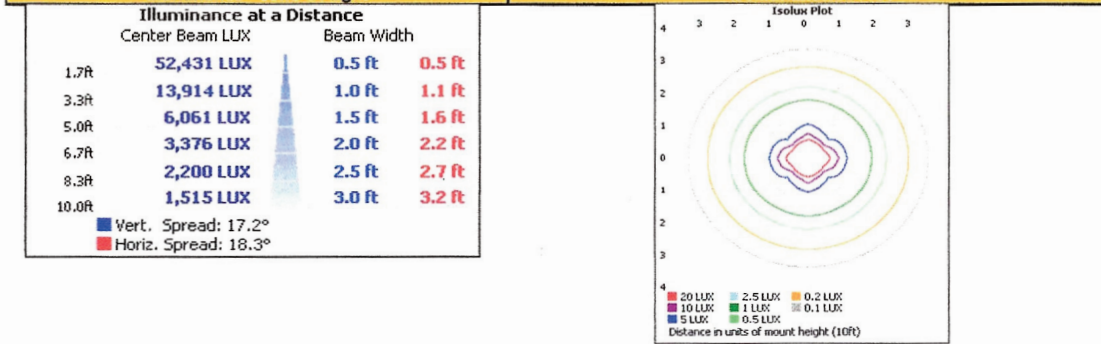 Illuminance at a Distance
Center Beam LUX Beam Width
1.7ft 52,431 LUX 0.5 ft 0.5 ft
3.3ft 13,914 LUX 1.0 ft 1.1 ft
5.0ft 6,061 LUX 1.5 ft 1.6 ft
6.7ft 3,376 LUX 2.0 ft 2.2 ft
8.3ft 2,200 LUX 2.5 ft 2.7 ft
10.0ft 1,515 LUX 3.0 ft 3.2 ft
Vert. Spread: 17.2°
Horiz. Spread: 18.3°
Isolux Plot
3 2 1 0 1 2 3
4
3
2
1
0
1
2
3
4
20 LUX 2.5 LUX 0.2 LUX
10 LUX 1 LUX 0.1 LUX
5 LUX 0.5 LUX
Distance in units of mount height (10ft)